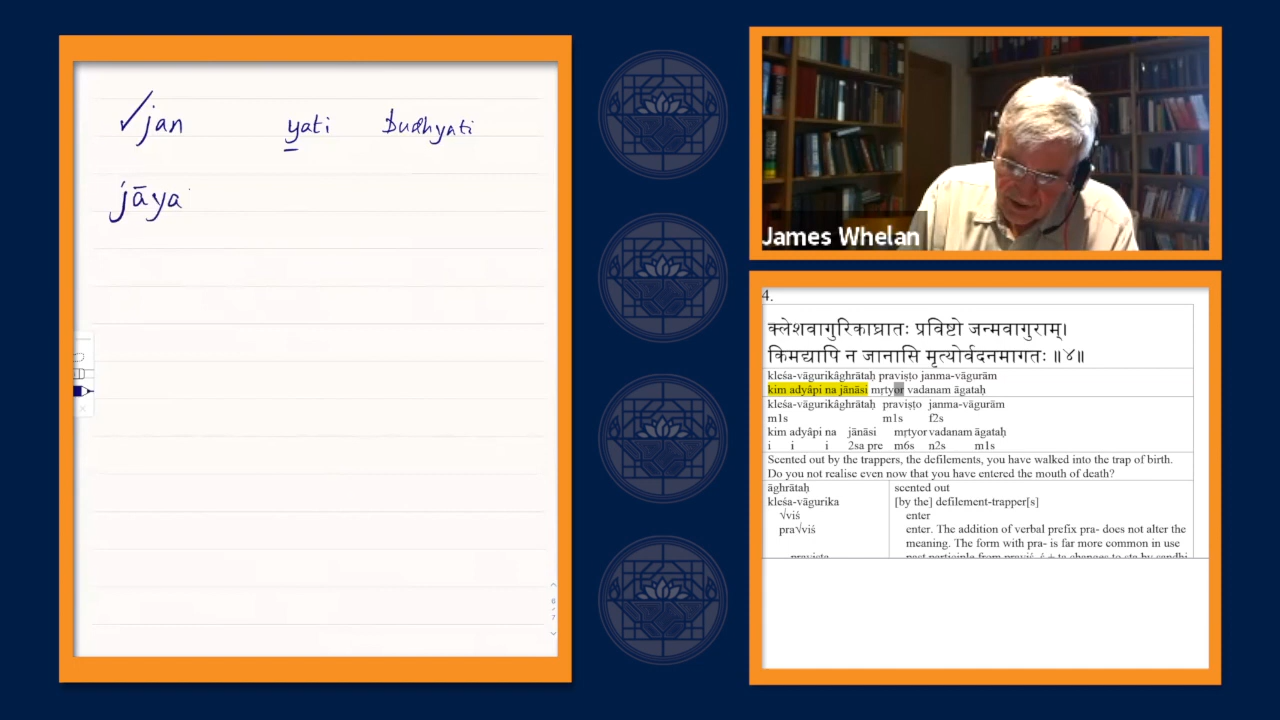 √jan yati budhyati
jāya
James Whelan
4.
क्लेशवागुरिकाघ्रातः प्रविष्टो जन्मवागुराम्।
किमद्यापि न जानासि मृत्योर्वदनमागतः ॥४॥
kleśa-vāgurikâghrātaḥ praviṣṭo janma-vāgurām
kim adyâpi na jānāsi mṛtyor vadanam āgataḥ
kleśa-vāgurikâghrātaḥ praviṣṭo janma-vāgurām
m1s m1s f2s
kim adyâpi na jānāsi mṛtyor vadanam āgataḥ
i i i 2sa pre m6s n2s m1s
Scented out by the trappers, the defilements, you have walked into the trap of birth.
Do you not realise even now that you have entered the mouth of death?
āghrātaḥ scented out
kleśa-vāgurika [by the] defilement-trapper[s]
√viś enter
pra√viś enter. The addition of verbal prefix pra- does not alter the
meaning. The form with pra- is far more common in use